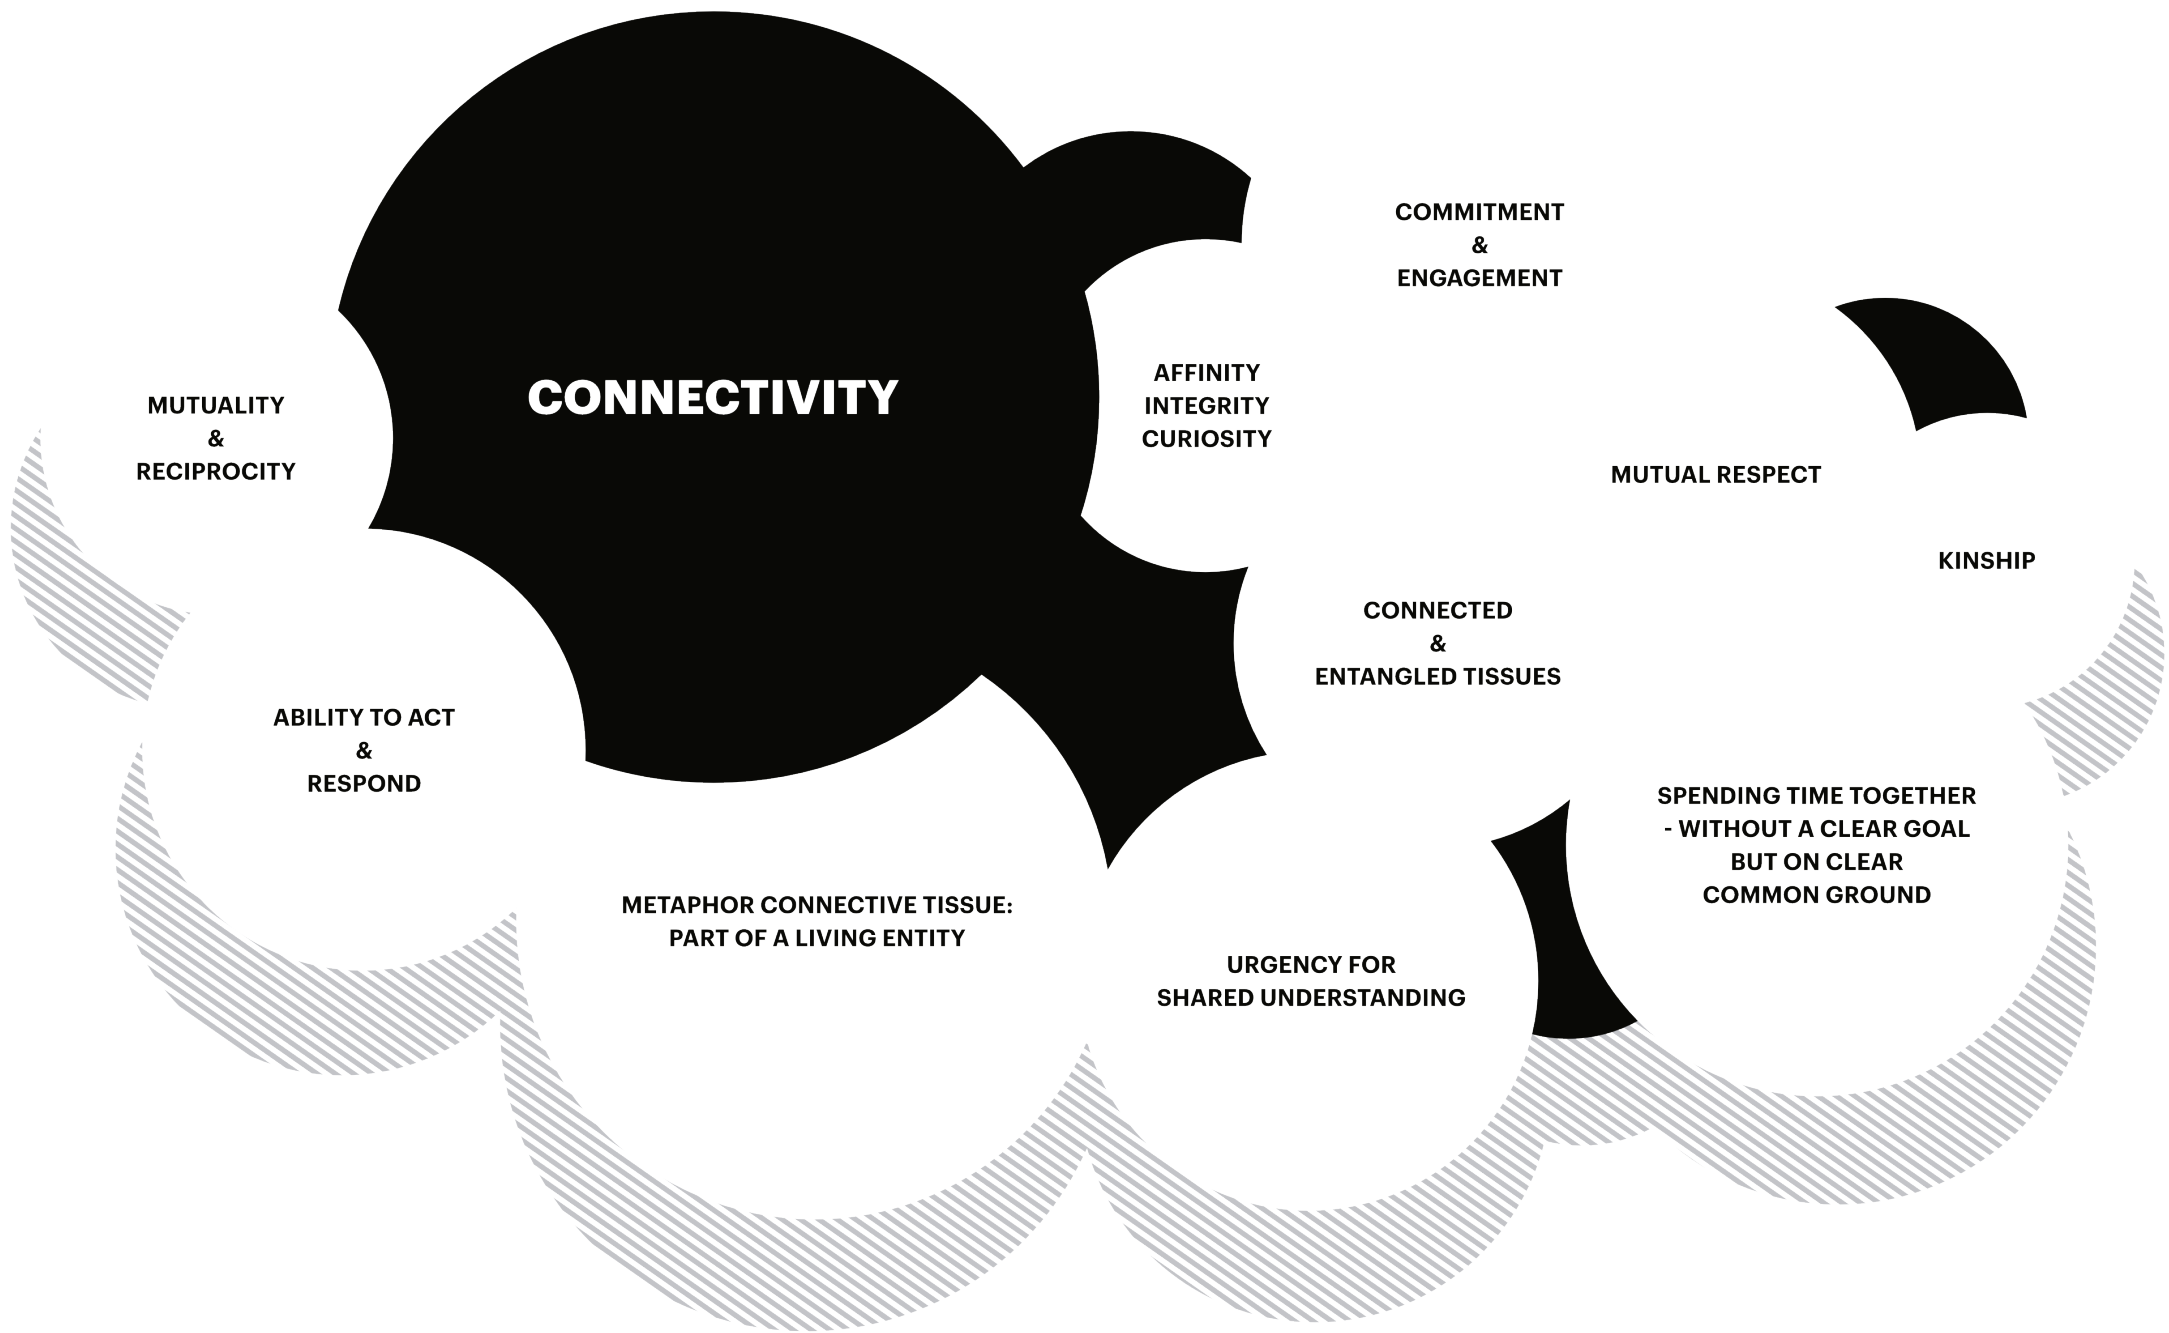 CONNECTIVITY
COMMITMENT
&
ENGAGEMENT
AFFINITY
INTEGRITY
CURIOSITY
MUTUALITY
&
RECIPROCITY
MUTUAL RESPECT
KINSHIP
CONNECTED
&
ENTANGLED TISSUES
ABILITY TO ACT
&
RESPOND
SPENDING TIME TOGETHER
- WITHOUT A CLEAR GOAL
BUT ON CLEAR
COMMON GROUND
METAPHOR CONNECTIVE TISSUE:
PART OF A LIVING ENTITY
URGENCY FOR
SHARED UNDERSTANDING